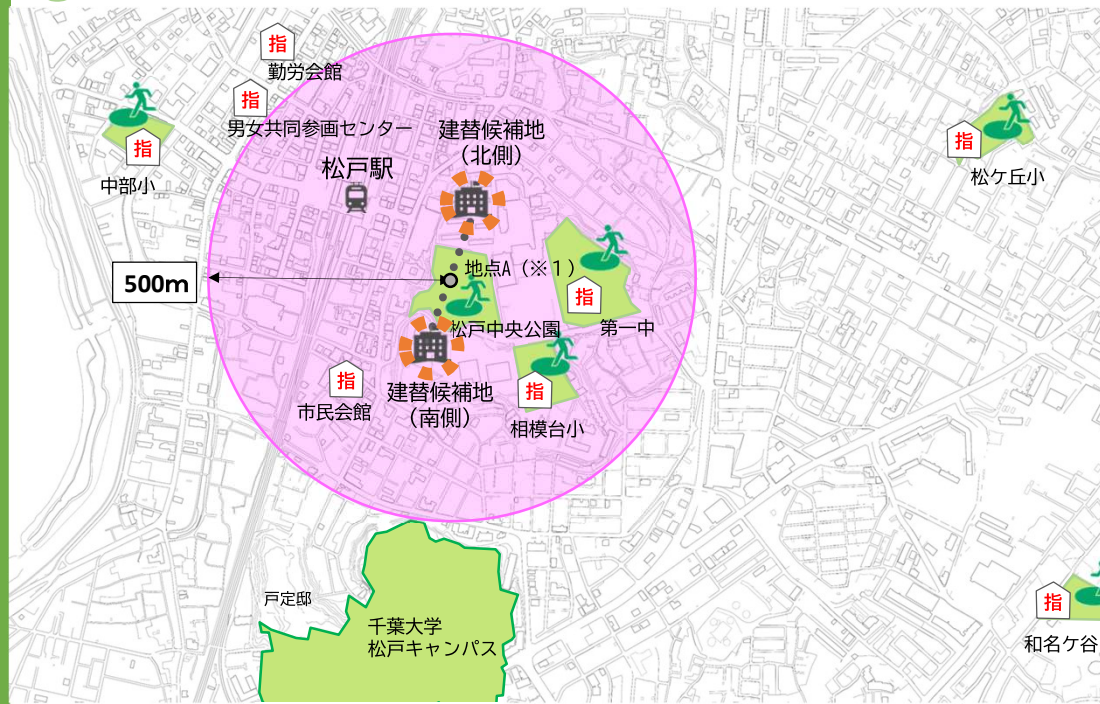 指
勤労会館
指
男女共同参画センター
指
中部小
建替候補地
（北側）
松戸駅
指
松ケ丘小
500m
地点A（※１）
指
松戸中央公園
第一中
指
市民会館
建替候補地
（南側）
指
相模台小
戸定邸
千葉大学
松戸キャンパス
指
和名ケ谷